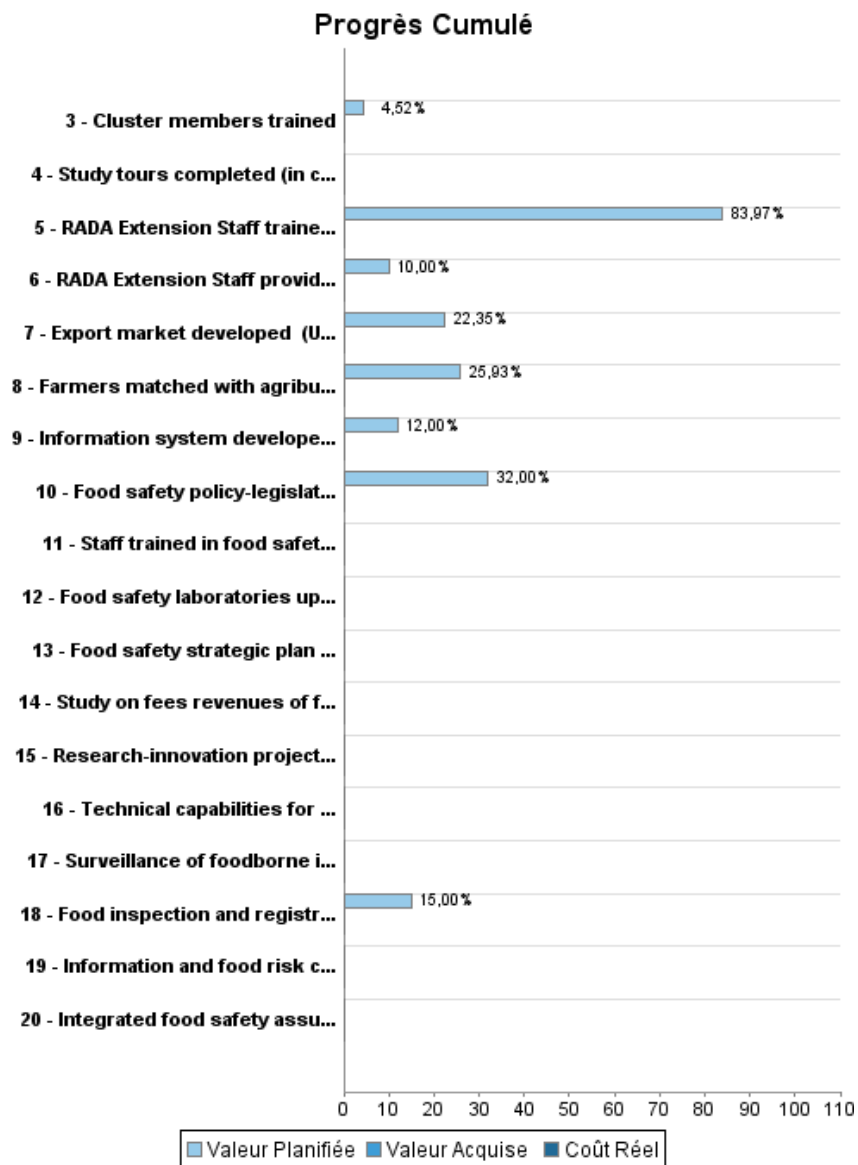 Progrès Cumulé
3 - Cluster members trained 4,52%
4 - Study tours completed (in c...
5 - RADA Extension Staff traine... 83,97%
6 - RADA Extension Staff provid... 10,00%
7 - Export market developed (U... 22,35%
8 - Farmers matched with agribu... 25,93%
9 - Information system develope... 12,00%
10 - Food safety policy-legislat... 32,00%
11 - Staff trained in food safet...
12 - Food safety laboratories up...
13 - Food safety strategic plan ...
14 - Study on fees revenues of f...
15 - Research-innovation project...
16 - Technical capabilities for ...
17 - Surveillance of foodborne i...
18 - Food inspection and registr... 15,00%
19 - Information and food risk c...
20 - Integrated food safety assu...
0 10 20 30 40 50 60 70 80 90 100 110
Valeur Planifiée Valeur Acquise Coût Réel